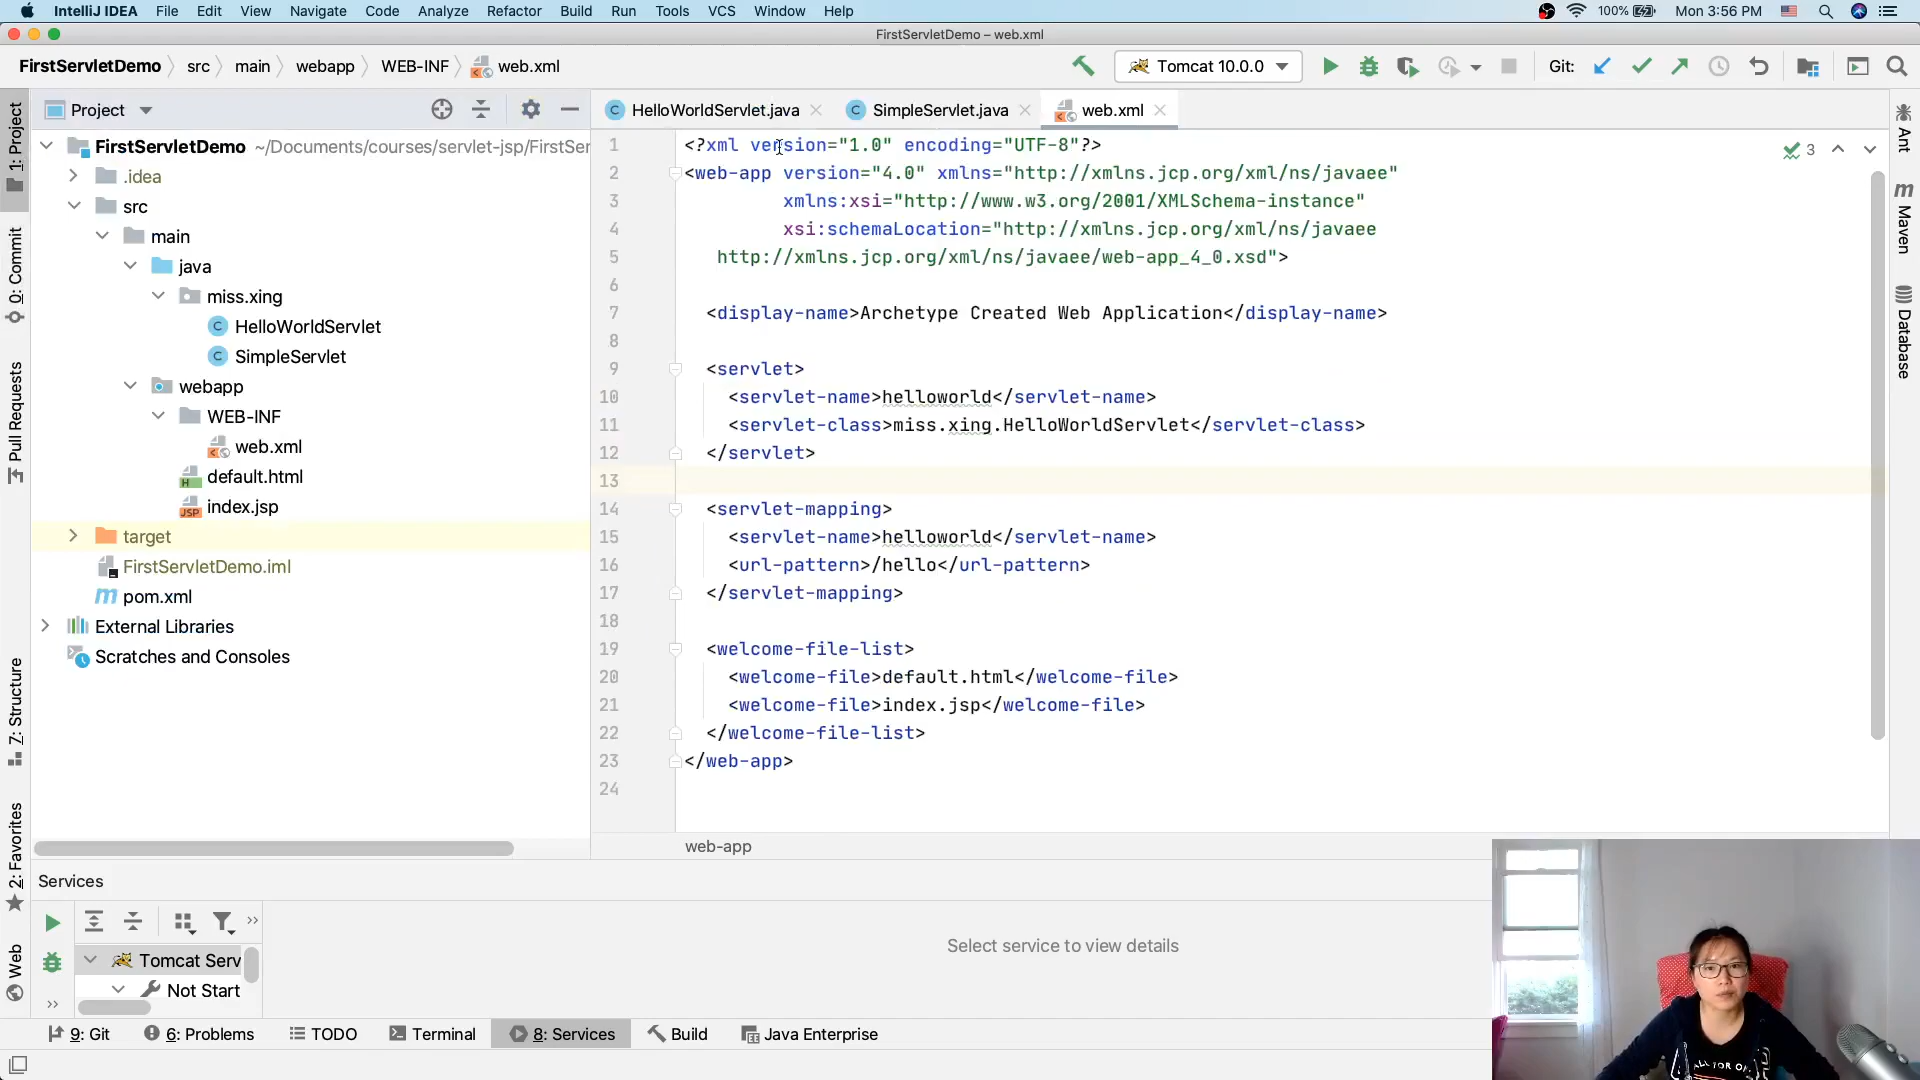 IntelliJ IDEA File Edit View Navigate Code Analyze Refactor Build Run Tools VCS Window Help 100% Mon 3:56 PM
FirstServletDemo – web.xml
FirstServletDemo src main webapp WEB-INF web.xml Tomcat 10.0.0 Git:
1: Project
0: Commit
Pull Requests
Z: Structure
2: Favorites
Web
Project
FirstServletDemo ~/Documents/courses/servlet-jsp/FirstSer
.idea
src
main
java
miss.xing
HelloWorldServlet
SimpleServlet
webapp
WEB-INF
web.xml
default.html
index.jsp
target
FirstServletDemo.iml
pom.xml
External Libraries
Scratches and Consoles
HelloWorldServlet.java SimpleServlet.java web.xml
3
1 <?xml version="1.0" encoding="UTF-8"?>
2 <web-app version="4.0" xmlns="http://xmlns.jcp.org/xml/ns/javaee"
3 xmlns:xsi="http://www.w3.org/2001/XMLSchema-instance"
4 xsi:schemaLocation="http://xmlns.jcp.org/xml/ns/javaee
5 http://xmlns.jcp.org/xml/ns/javaee/web-app_4_0.xsd">
6
7 <display-name>Archetype Created Web Application</display-name>
8
9 <servlet>
10 <servlet-name>helloworld</servlet-name>
11 <servlet-class>miss.xing.HelloWorldServlet</servlet-class>
12 </servlet>
13
14 <servlet-mapping>
15 <servlet-name>helloworld</servlet-name>
16 <url-pattern>/hello</url-pattern>
17 </servlet-mapping>
18
19 <welcome-file-list>
20 <welcome-file>default.html</welcome-file>
21 <welcome-file>index.jsp</welcome-file>
22 </welcome-file-list>
23 </web-app>
24
web-app
Ant
m Maven
Database
Services
Tomcat Serv
Not Start
Select service to view details
9: Git 6: Problems TODO Terminal 8: Services Build Java Enterprise